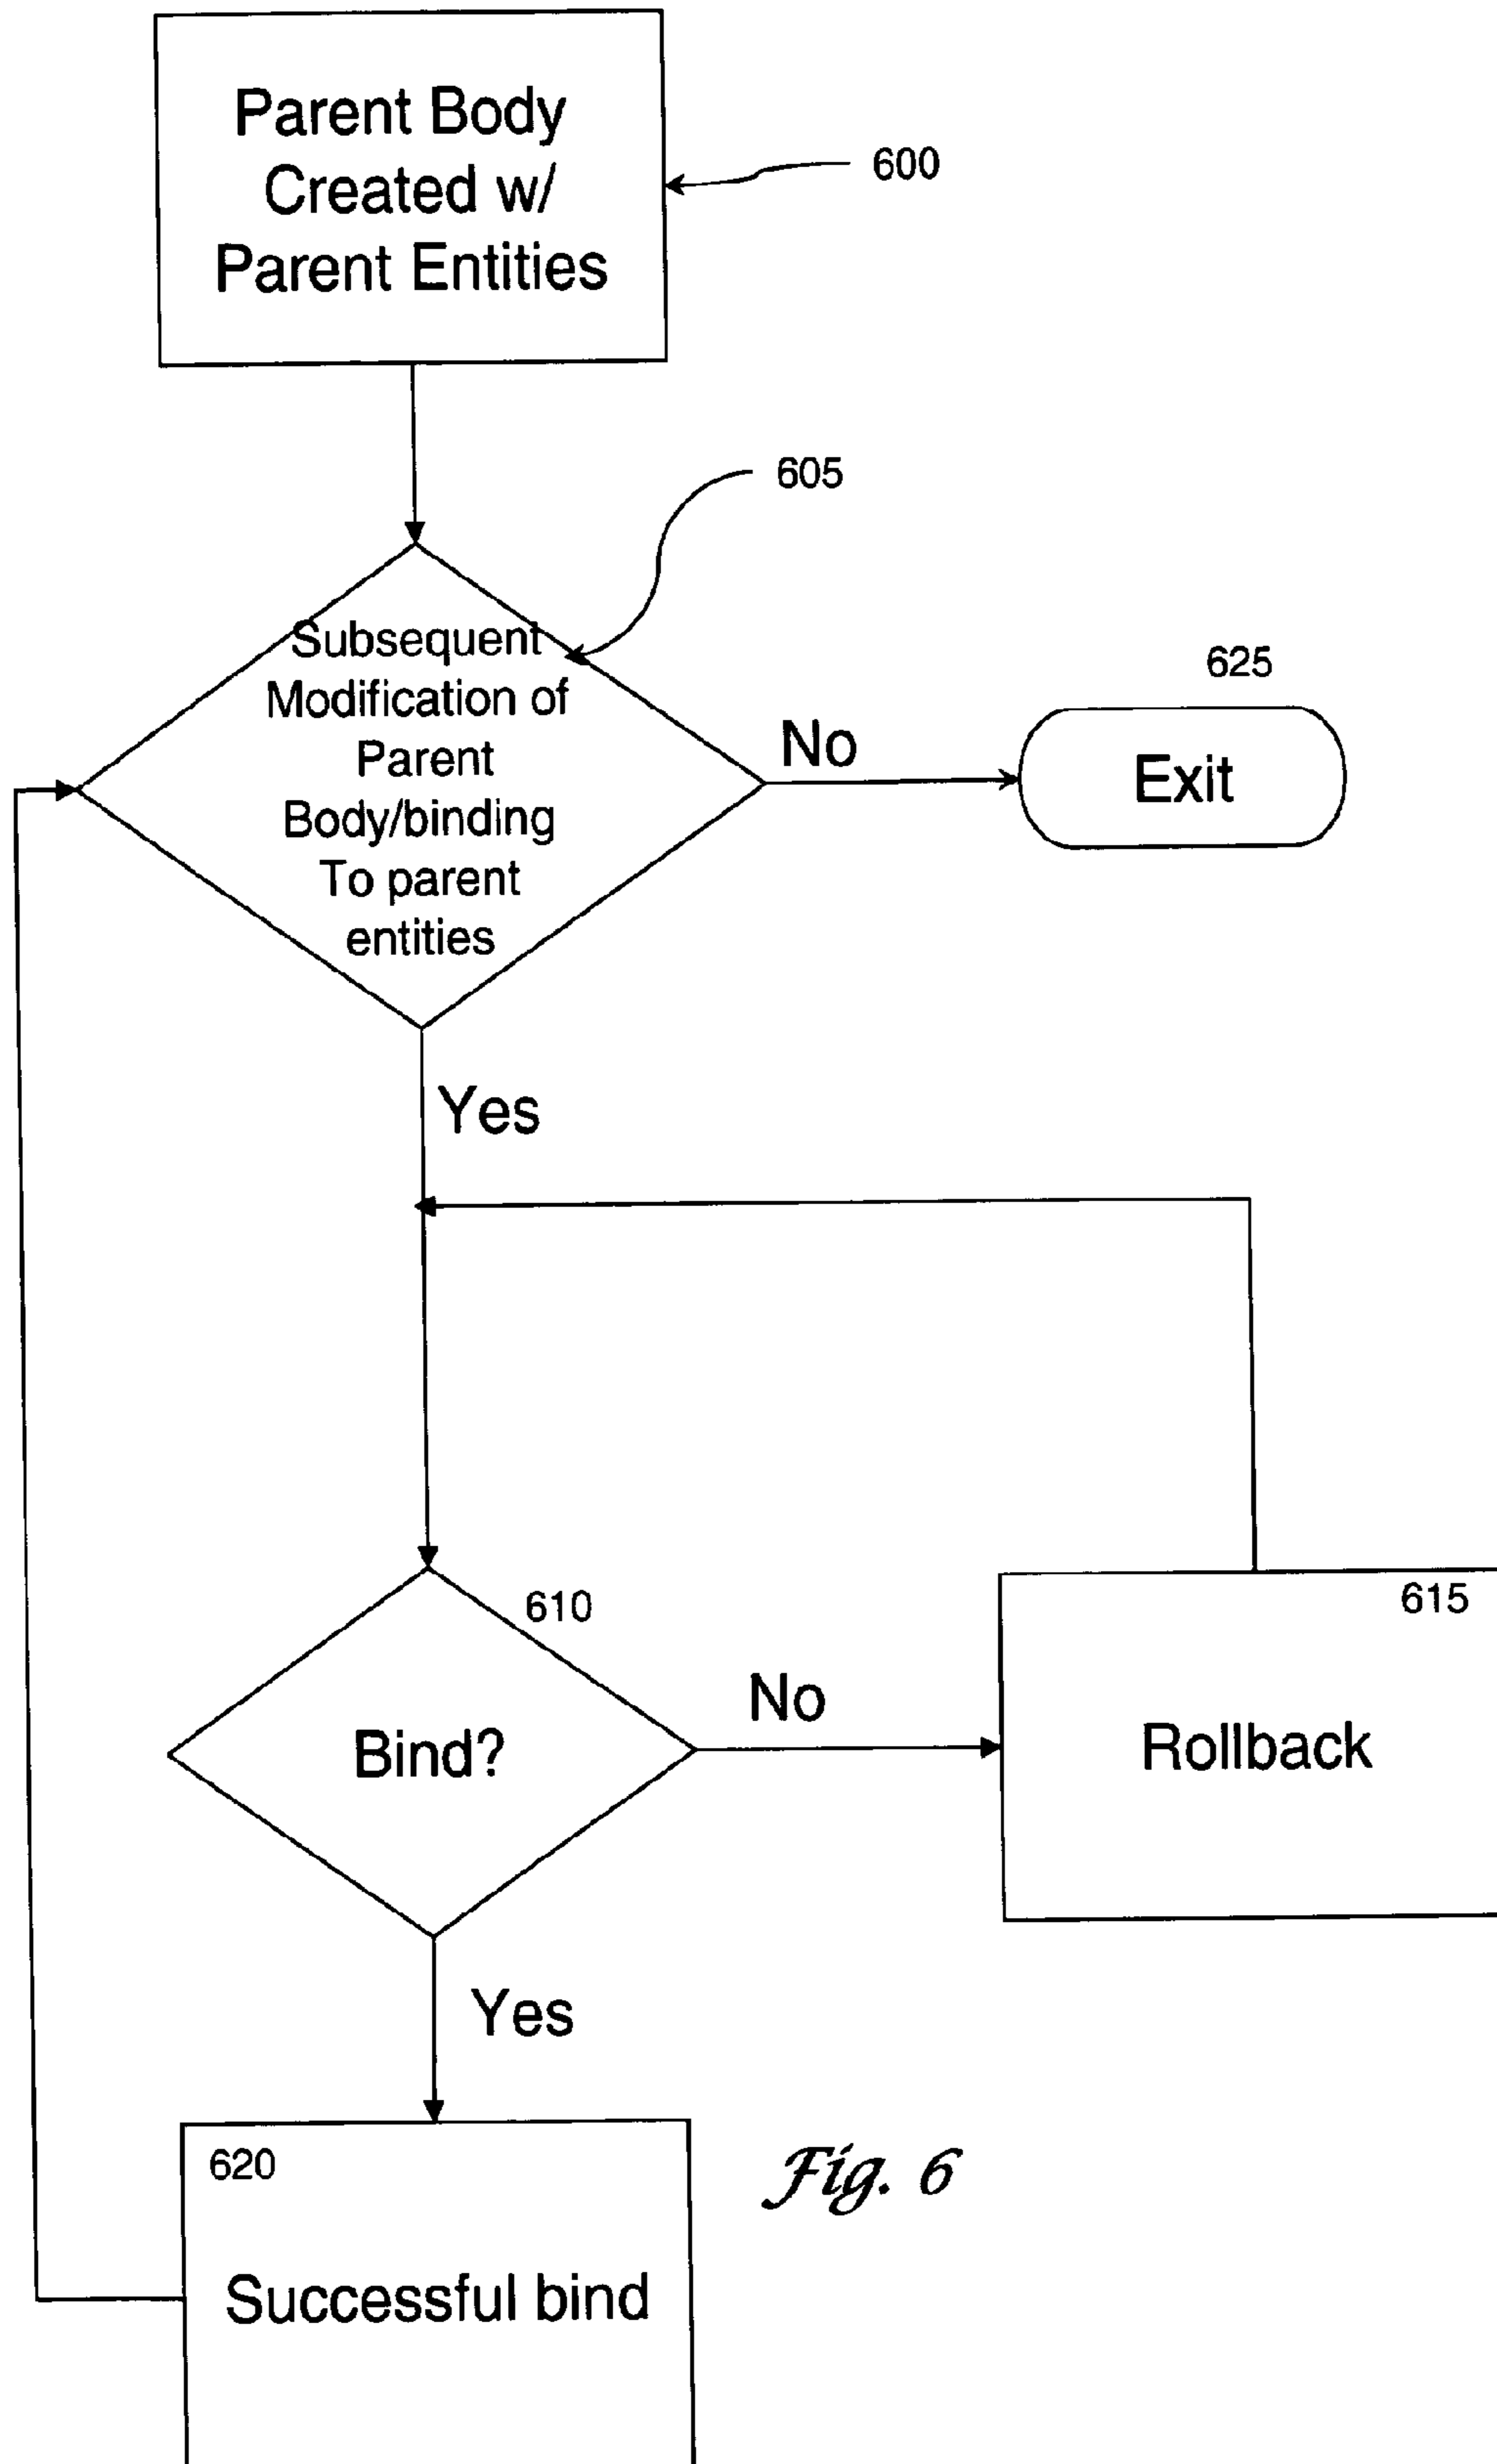 Parent Body
Created w/
Parent Entities
600
605
Subsequent
Modification of
Parent
Body/binding
To parent
entities
No
625
Exit
Yes
610
Bind?
No
615
Rollback
Yes
620
Successful bind
Fig. 6